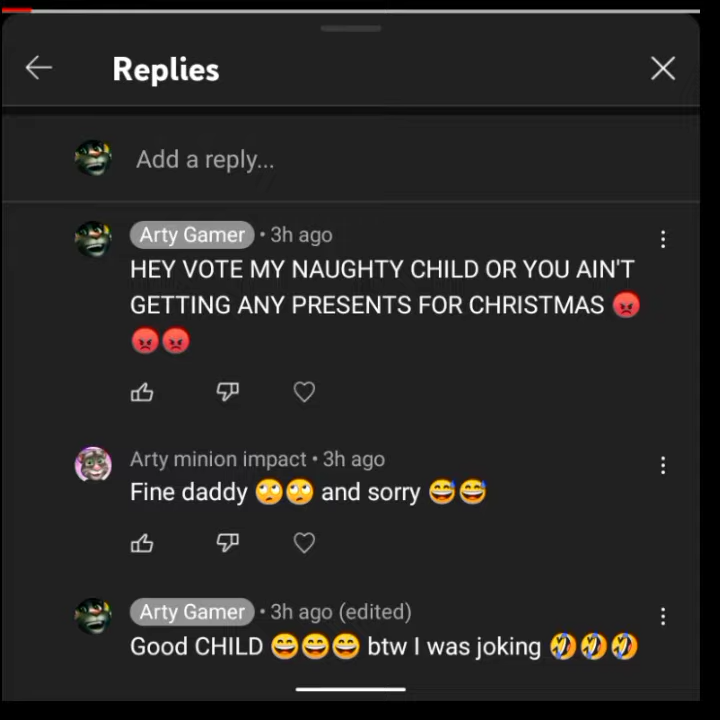 Replies
Add a reply...
Arty Gamer • 3h ago
HEY VOTE MY NAUGHTY CHILD OR YOU AIN'T
GETTING ANY PRESENTS FOR CHRISTMAS 😡
😡😡
Arty minion impact • 3h ago
Fine daddy 🙄🙄 and sorry 😅😅
Arty Gamer • 3h ago (edited)
Good CHILD 😄😄😄 btw I was joking 🤣🤣🤣